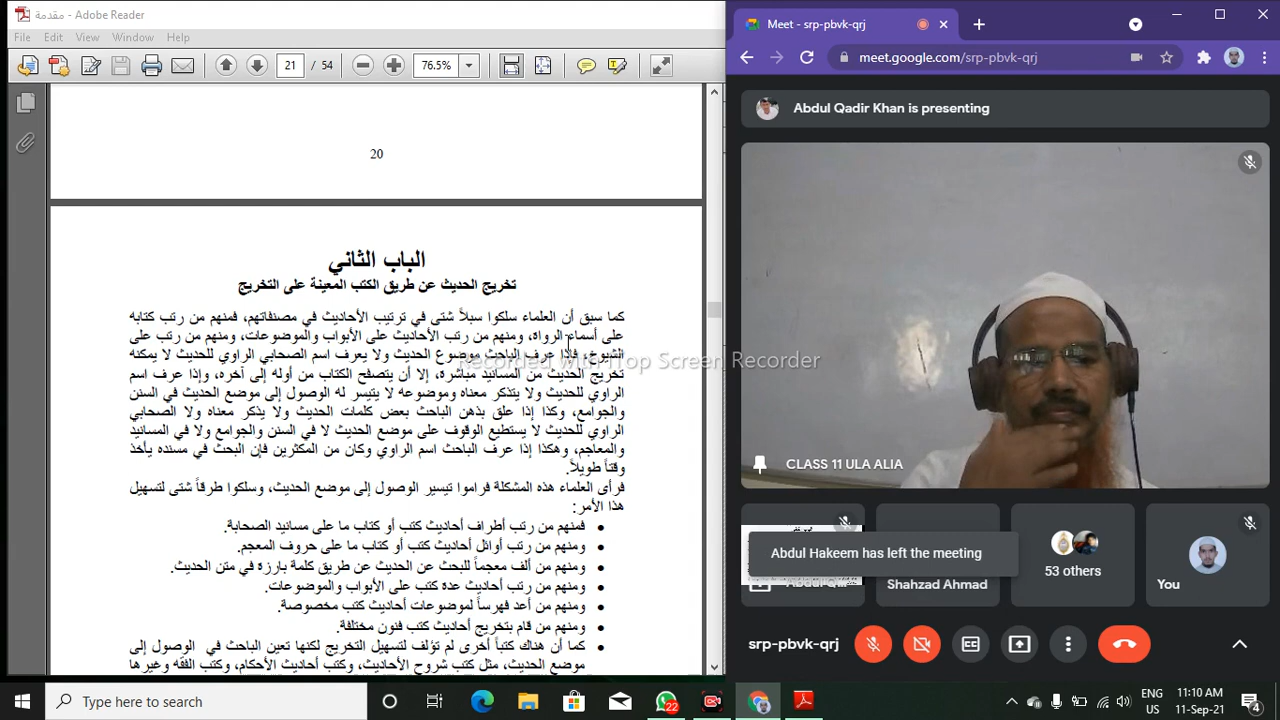 مقدمة - Adobe Reader
File Edit View Window Help
21 / 54 76.5%
20
الباب الثاني
تخريج الحديث عن طريق الكتب المعينة على التخريج
كما سبق أن العلماء سلكوا سبلاً شتى في ترتيب الأحاديث في مصنفاتهم، فمنهم من رتب كتابه
على أسماء الرواة، ومنهم من رتب الأحاديث على الأبواب والموضوعات، ومنهم من رتب على
الشيوخ، فإذا عرف الباحث موضوع الحديث ولا يعرف اسم الصحابي الراوي للحديث لا يمكنه
تخريج الحديث من المسانيد مباشرة، إلا أن يتصفح الكتاب من أوله إلى آخره، وإذا عرف اسم
الراوي للحديث ولا يتذكر معناه وموضوعه لا يتيسر له الوصول إلى موضع الحديث في السنن
والجوامع، وكذا إذا علق بذهن الباحث بعض كلمات الحديث ولا يذكر معناه ولا الصحابي
الراوي للحديث لا يستطيع الوقوف على موضع الحديث لا في السنن والجوامع ولا في المسانيد
والمعاجم، وهكذا إذا عرف الباحث اسم الراوي وكان من المكثرين فإن البحث في مسنده يأخذ
وقتاً طويلاً.
فرأى العلماء هذه المشكلة فراموا تيسير الوصول إلى موضع الحديث، وسلكوا طرقاً شتى لتسهيل
هذا الأمر:
• فمنهم من رتب أطراف أحاديث كتب أو كتاب ما على مسانيد الصحابة.
• ومنهم من رتب أوائل أحاديث كتب أو كتاب ما على حروف المعجم.
• ومنهم من ألف معجماً للبحث عن الحديث عن طريق كلمة بارزة في متن الحديث.
• ومنهم من رتب أحاديث عدة كتب على الأبواب والموضوعات.
• ومنهم من أعد فهرساً لموضوعات أحاديث كتب مخصوصة.
• ومنهم من قام بتخريج أحاديث كتب فنون مختلفة.
• كما أن هناك كتباً أخرى لم تؤلف لتسهيل التخريج لكنها تعين الباحث في الوصول إلى
موضع الحديث، مثل كتب شروح الأحاديث، وكتب أحاديث الأحكام، وكتب الفقه وغيرها
Recorded with iTop Screen Recorder
Meet - srp-pbvk-qrj
meet.google.com/srp-pbvk-qrj
Abdul Qadir Khan is presenting
CLASS 11 ULA ALIA
Abdul Hakeem has left the meeting
Shahzad Ahmad
53 others
You
srp-pbvk-qrj
Type here to search
22
ENG
US
11:10 AM
11-Sep-21
4